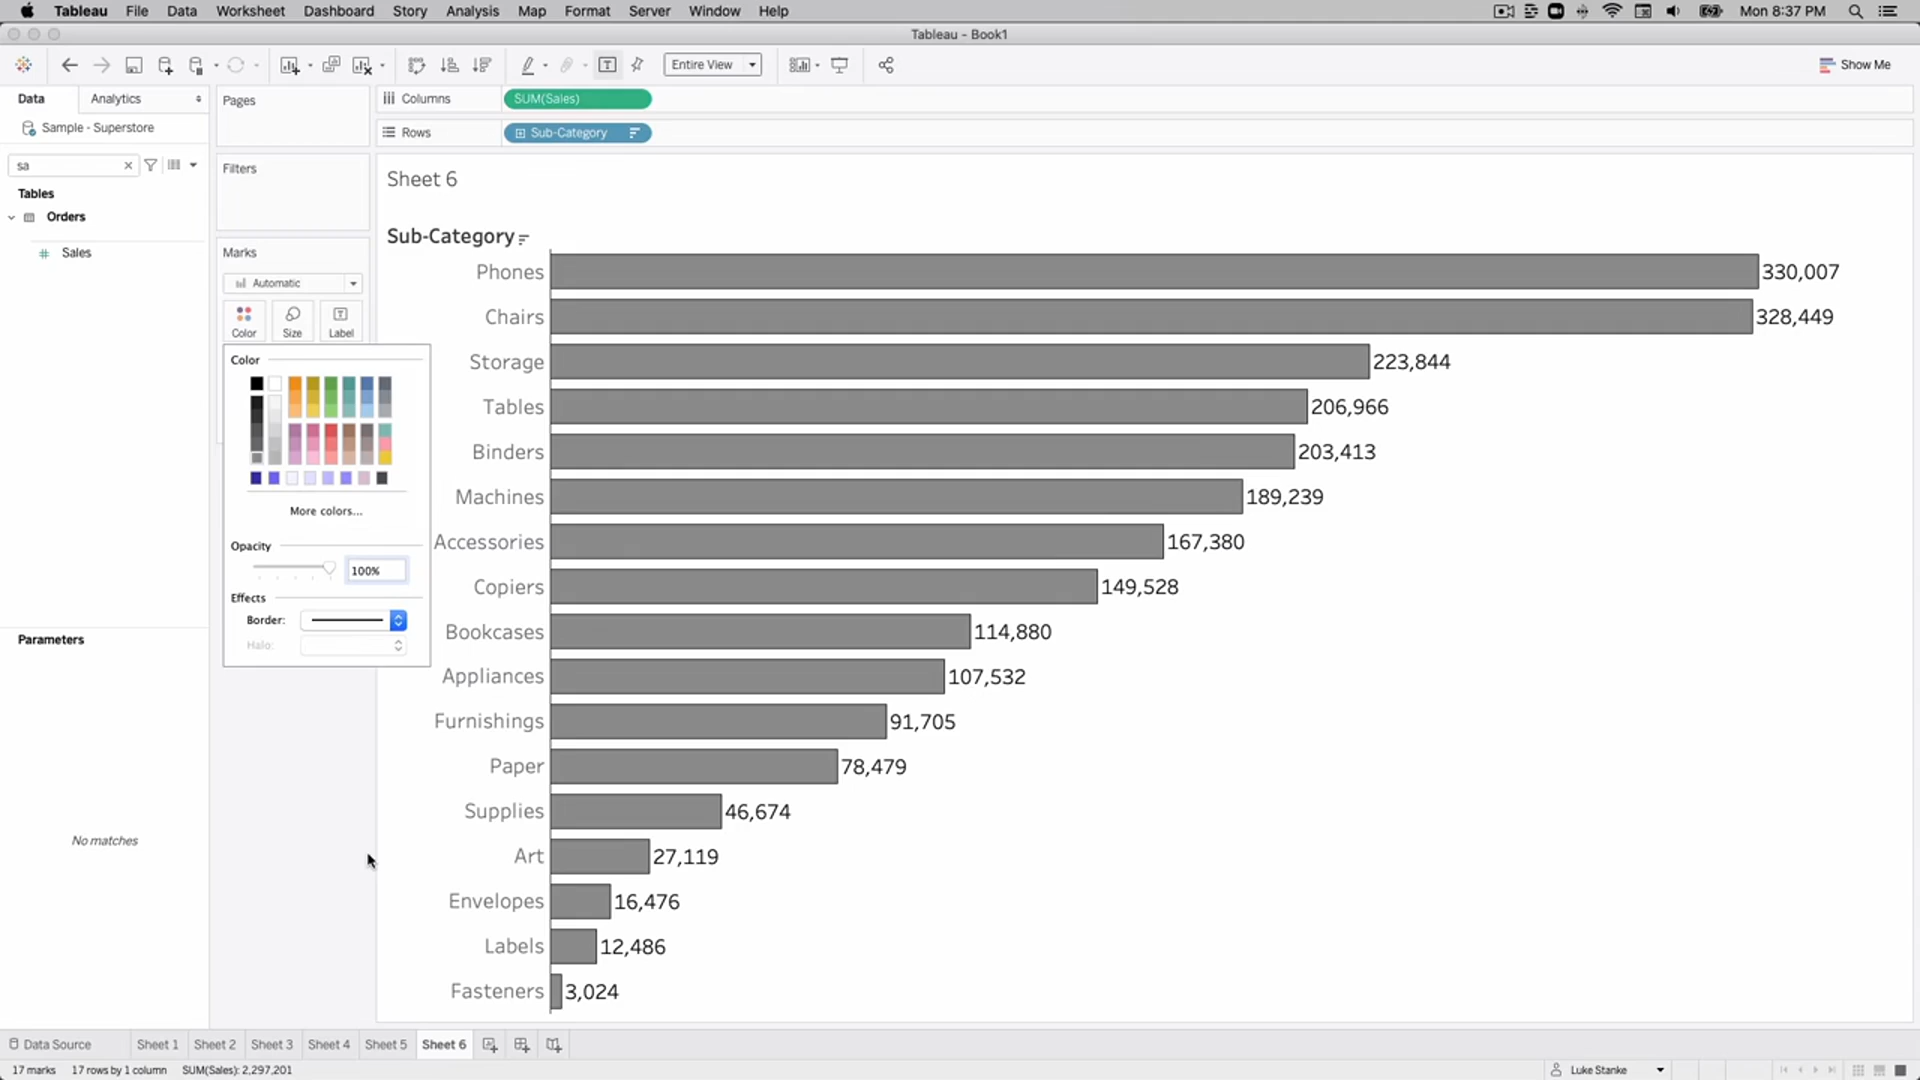 Tableau File Data Worksheet Dashboard Story Analysis Map Format Server Window Help Mon 8:37 PM
Tableau - Book1
Entire View Show Me
Data Analytics Pages Columns SUM(Sales)
Sample - Superstore Rows Sub-Category
sa Filters
Tables
Orders
Sales
Marks
Automatic
Color Size Label
Color
More colors...
Opacity
100%
Effects
Border:
Halo:
Parameters
No matches
Sheet 6
Sub-Category
Phones 330,007
Chairs 328,449
Storage 223,844
Tables 206,966
Binders 203,413
Machines 189,239
Accessories 167,380
Copiers 149,528
Bookcases 114,880
Appliances 107,532
Furnishings 91,705
Paper 78,479
Supplies 46,674
Art 27,119
Envelopes 16,476
Labels 12,486
Fasteners 3,024
Data Source Sheet 1 Sheet 2 Sheet 3 Sheet 4 Sheet 5 Sheet 6
17 marks 17 rows by 1 column SUM(Sales): 2,297,201 Luke Stanke